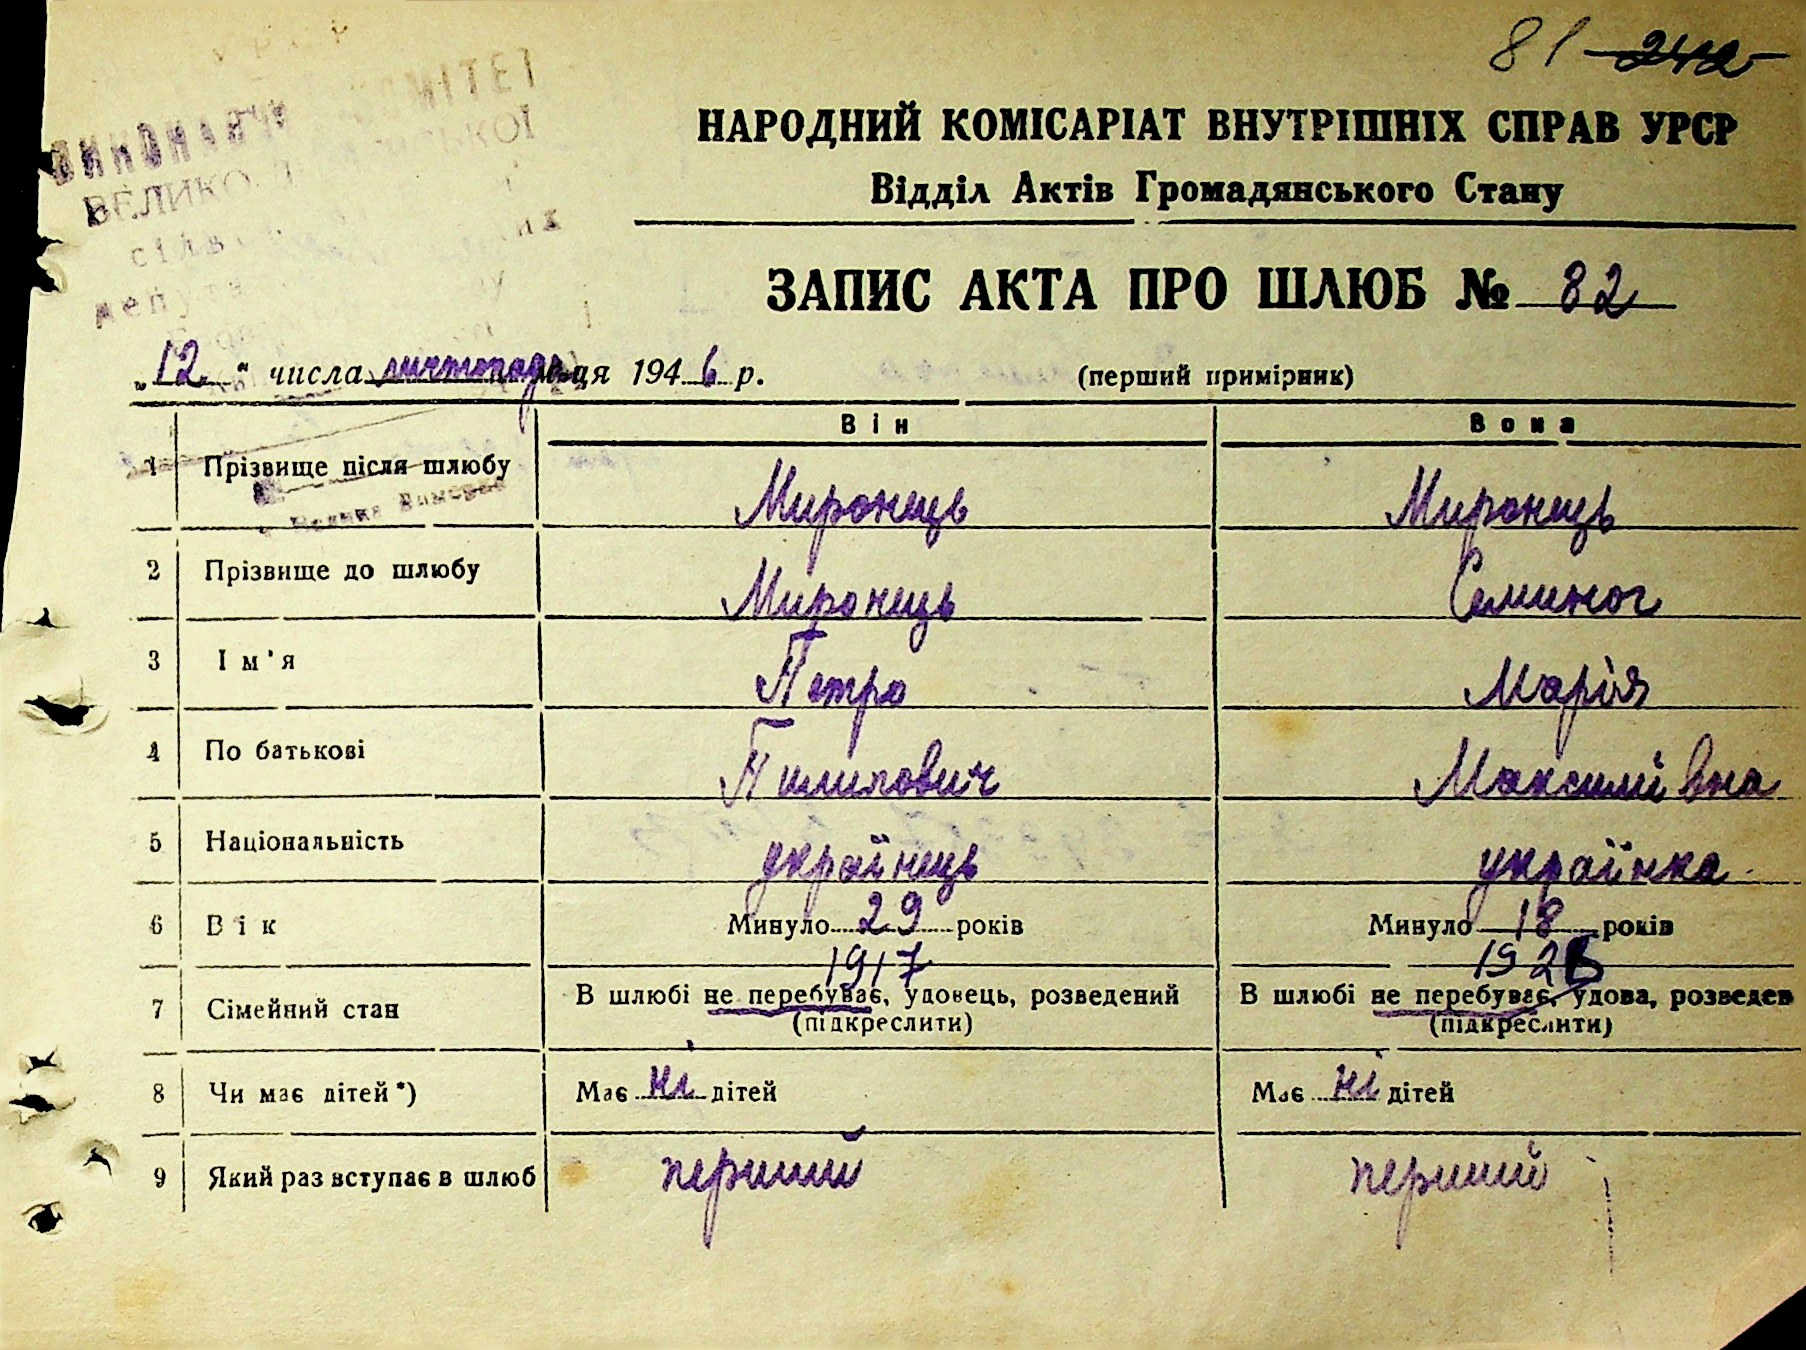 81 242
НАРОДНИЙ КОМІСАРІАТ ВНУТРІШНІХ СПРАВ УРСР
Відділ Актів Громадянського Стану
ЗАПИС АКТА ПРО ШЛЮБ № 82
„12“ числа листопада місяця 1946 р. (перший примірник)
Він Вона
1 Прізвище після шлюбу Миронець Миронець
2 Прізвище до шлюбу Миронець Семиног
3 Ім'я Петро Марія
4 По батькові Пилипович Максимівна
5 Національність українець українка
6 Вік Минуло 29 років Минуло 18 років
1917 1928
7 Сімейний стан В шлюбі не перебуває, удовець, розведений В шлюбі не перебуває, удова, розведен
(підкреслити) (підкреслити)
8 Чи має дітей*) Має ні дітей Має ні дітей
9 Який раз вступає в шлюб перший перший